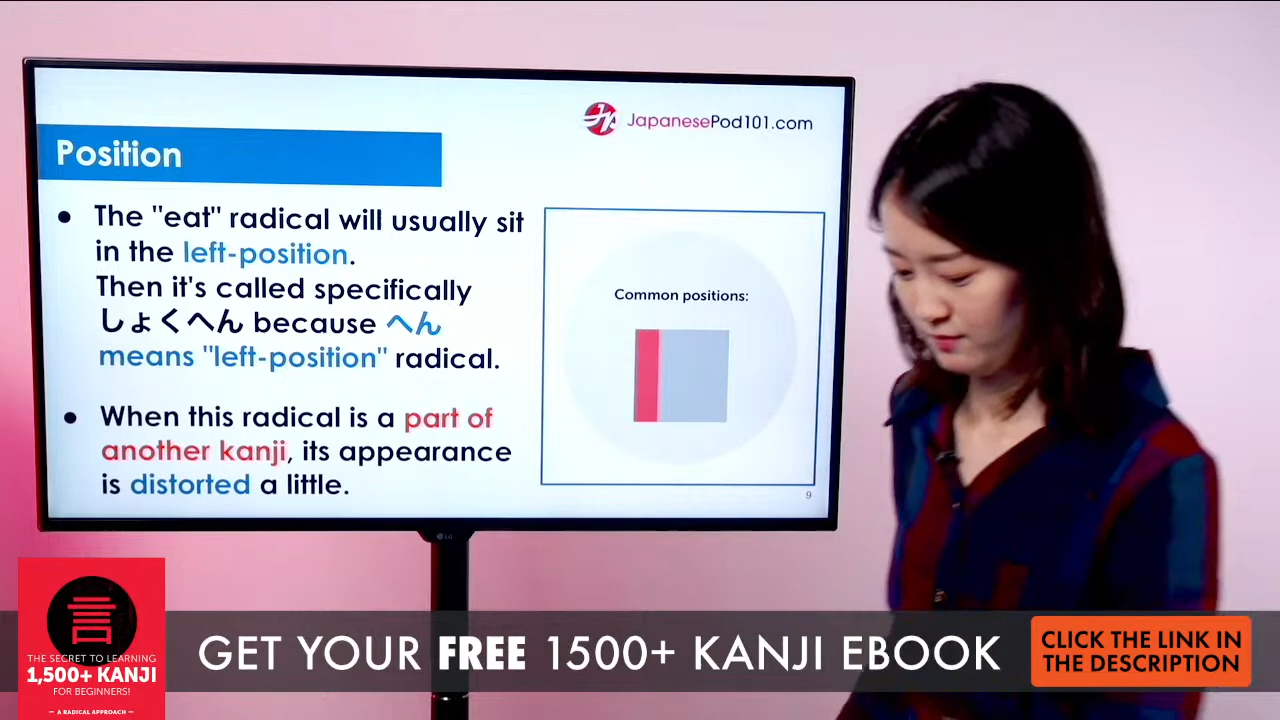 JapanesePod101.com
Position
The "eat" radical will usually sit
in the left-position.
Then it's called specifically
しょくへん because へん
means "left-position" radical.
When this radical is a part of
another kanji, its appearance
is distorted a little.
Common positions:
9
LG
言
THE SECRET TO LEARNING
1,500+ KANJI
FOR BEGINNERS!
— A RADICAL APPROACH —
GET YOUR FREE 1500+ KANJI EBOOK
CLICK THE LINK IN
THE DESCRIPTION